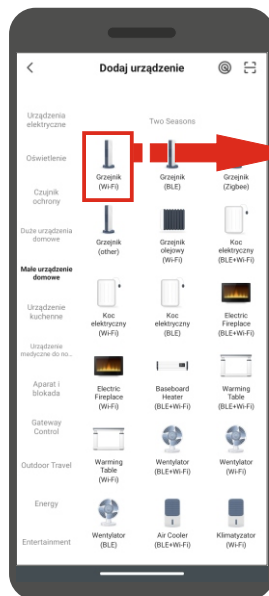 Dodaj urządzenie
Urządzenia
elektryczne
Oświetlenie
Czujnik
ochrony
Duże urządzenia
domowe
Małe urządzenie
domowe
Urządzenie
kuchenne
Urządzenie
medyczne do no...
Aparat i
blokada
Gateway
Control
Outdoor Travel
Energy
Entertainment
Two Seasons
Grzejnik
(Wi-Fi)
Grzejnik
(BLE)
Grzejnik
(Zigbee)
Grzejnik
(other)
Grzejnik
olejowy
(Wi-Fi)
Koc
elektryczny
(BLE+Wi-Fi)
Koc
elektryczny
(Wi-Fi)
Koc
elektryczny
(BLE)
Electric
Fireplace
(BLE+Wi-Fi)
Electric
Fireplace
(Wi-Fi)
Baseboard
Heater
(BLE+Wi-Fi)
Warming
Table
(BLE+Wi-Fi)
Warming
Table
(Wi-Fi)
Wentylator
(BLE+Wi-Fi)
Wentylator
(Wi-Fi)
Wentylator
(BLE)
Air Cooler
(BLE+Wi-Fi)
Klimatyzator
(Wi-Fi)